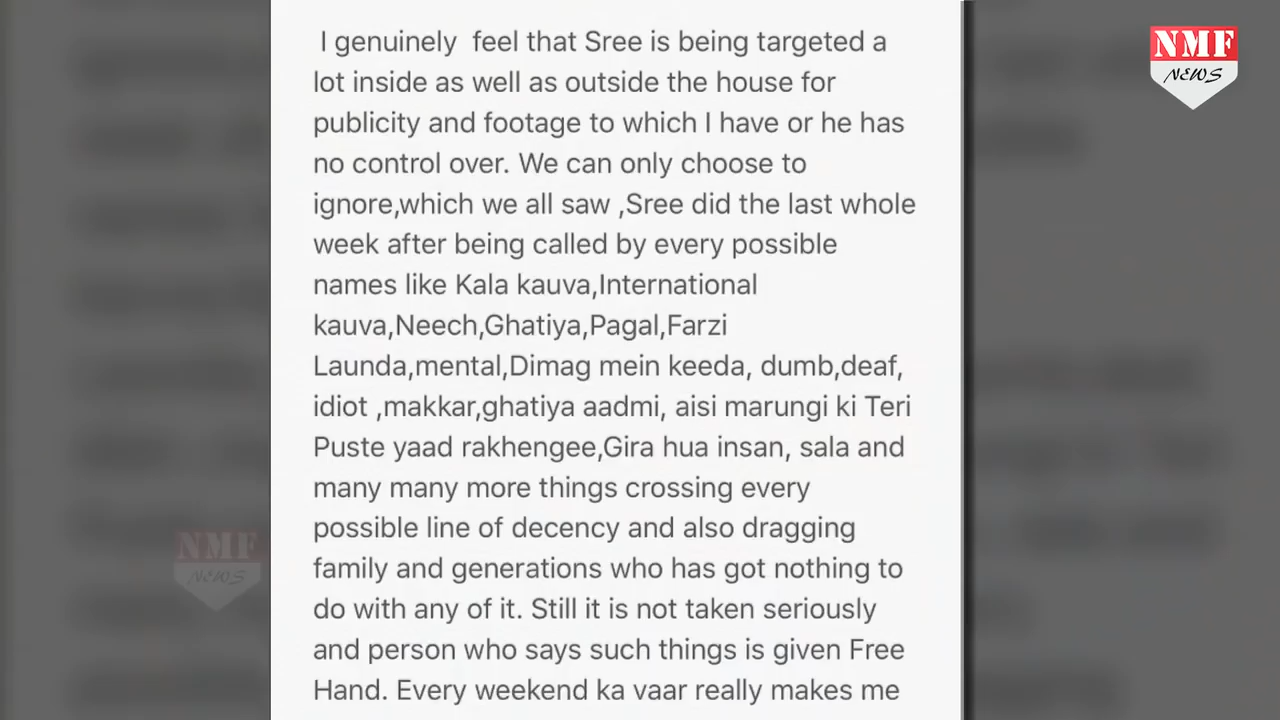 I genuinely  feel that Sree is being targeted a
lot inside as well as outside the house for
publicity and footage to which I have or he has
no control over. We can only choose to
ignore,which we all saw ,Sree did the last whole
week after being called by every possible
names like Kala kauva,International
kauva,Neech,Ghatiya,Pagal,Farzi
Launda,mental,Dimag mein keeda, dumb,deaf,
idiot ,makkar,ghatiya aadmi, aisi marungi ki Teri
Puste yaad rakhengee,Gira hua insan, sala and
many many more things crossing every
possible line of decency and also dragging
family and generations who has got nothing to
do with any of it. Still it is not taken seriously
and person who says such things is given Free
Hand. Every weekend ka vaar really makes me
NMF
NEWS
NMF
NEWS